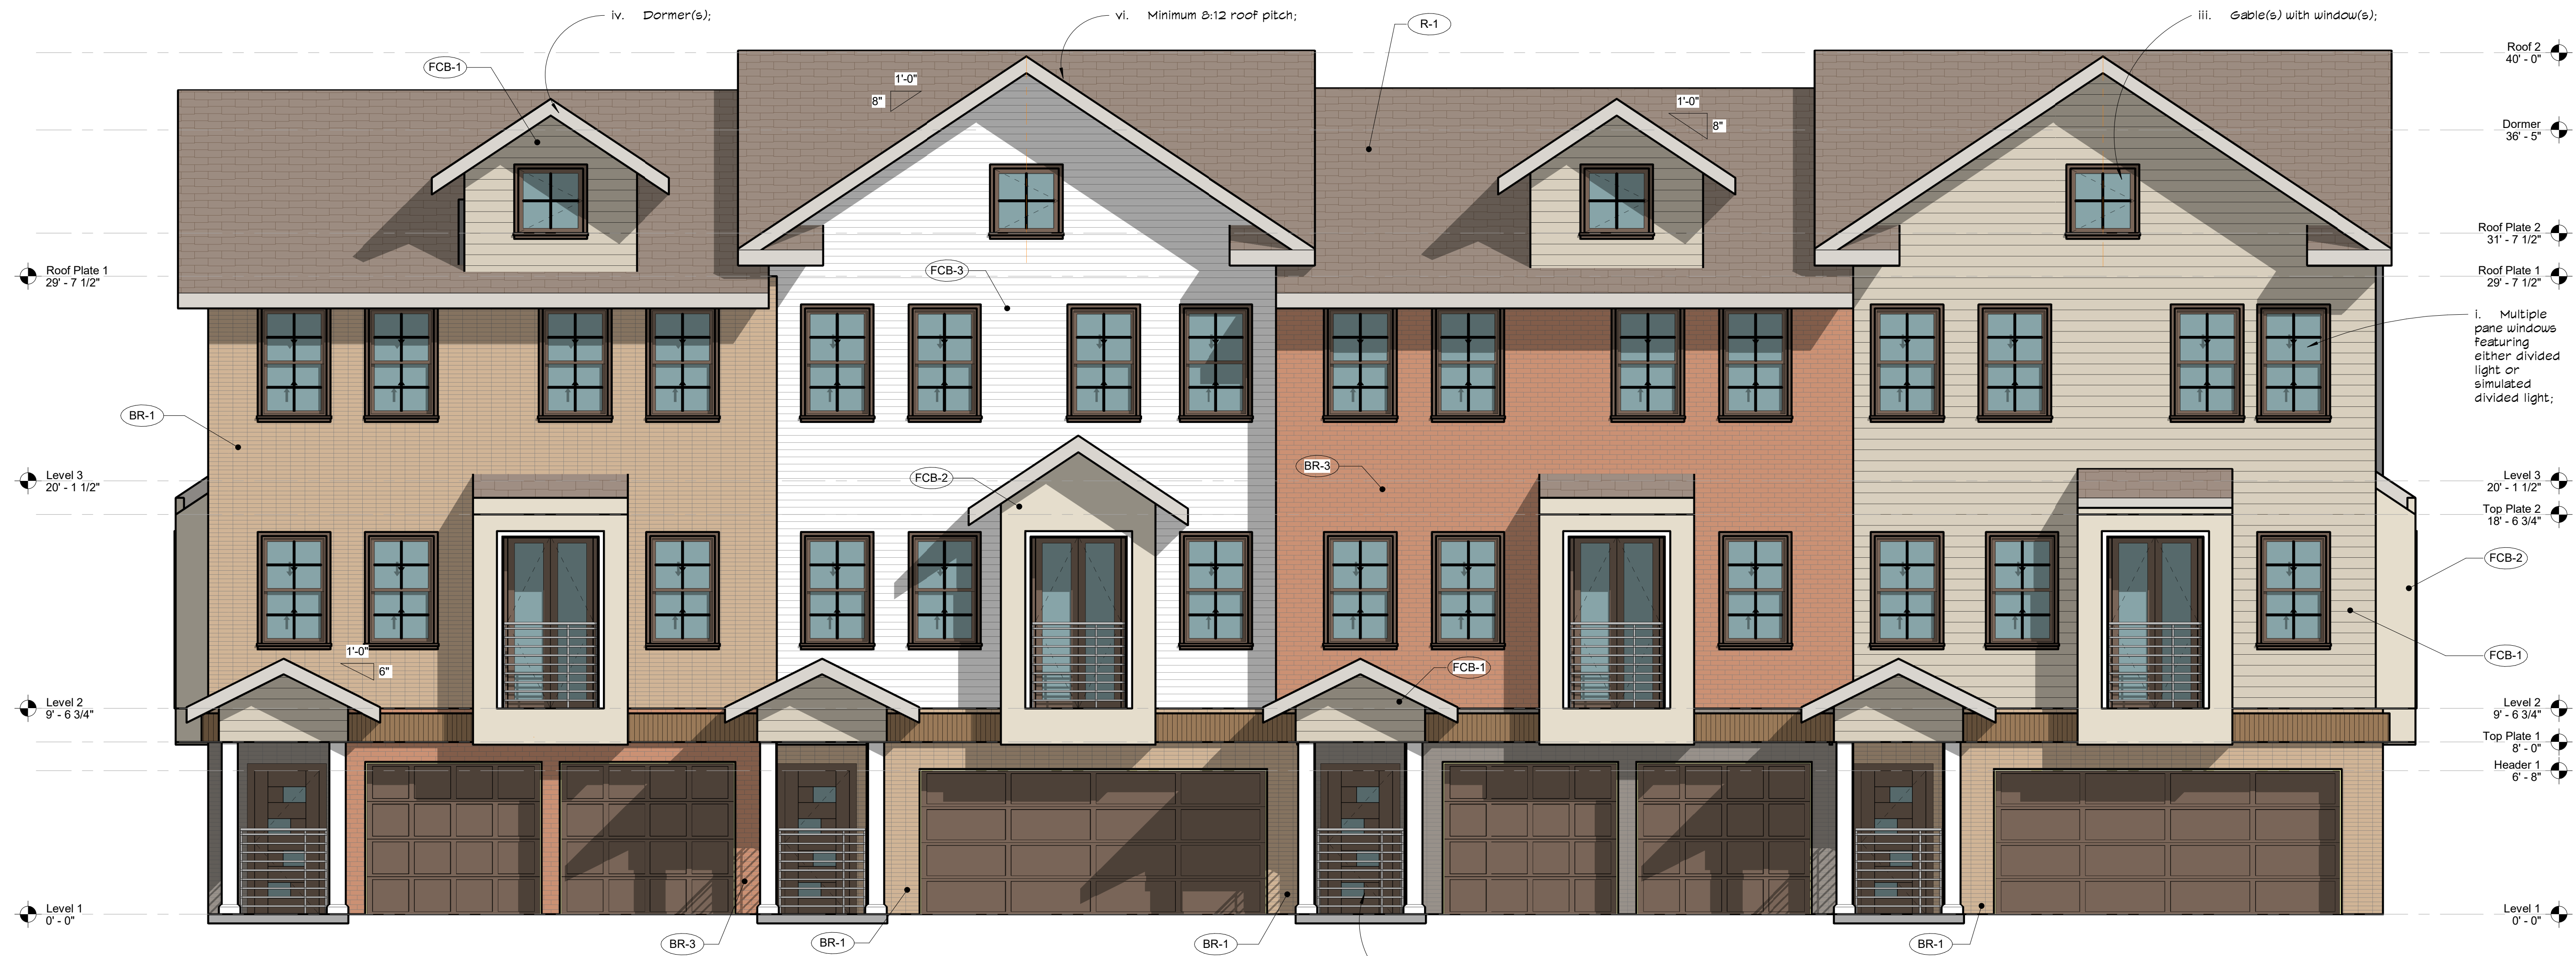 iv. Dormer(s);
vi. Minimum 8:12 roof pitch;
R-1
iii. Gable(s) with window(s);
Roof 2
40' - 0"
FCB-1
1'-0"
8"
1'-0"
8"
Dormer
36' - 5"
Roof Plate 2
31' - 7 1/2"
Roof Plate 1
29' - 7 1/2"
FCB-3
Roof Plate 1
29' - 7 1/2"
i. Multiple
pane windows
featuring
either divided
light or
simulated
divided light;
BR-1
BR-3
Level 3
20' - 1 1/2"
FCB-2
Level 3
20' - 1 1/2"
Top Plate 2
18' - 6 3/4"
FCB-2
1'-0"
6"
FCB-1
FCB-1
Level 2
9' - 6 3/4"
Level 2
9' - 6 3/4"
Top Plate 1
8' - 0"
Header 1
6' - 8"
Level 1
0' - 0"
Level 1
0' - 0"
BR-3
BR-1
BR-1
BR-1